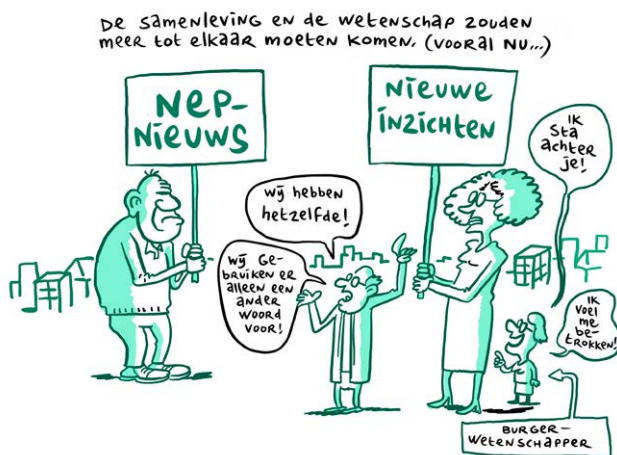 De samenleving en de wetenschap zouden
meer tot elkaar moeten komen. (vooral nu...)
NEP-
NIEUWS
NIEUWE
INZICHTEN
IK
Sta
achter
je!
wij hebben
hetzelfde!
wij Ge-
bruiken er
alleen een
ander
woord
voor!
IK
voel
me
be-
trokken!
BURGER-
wetenschapper